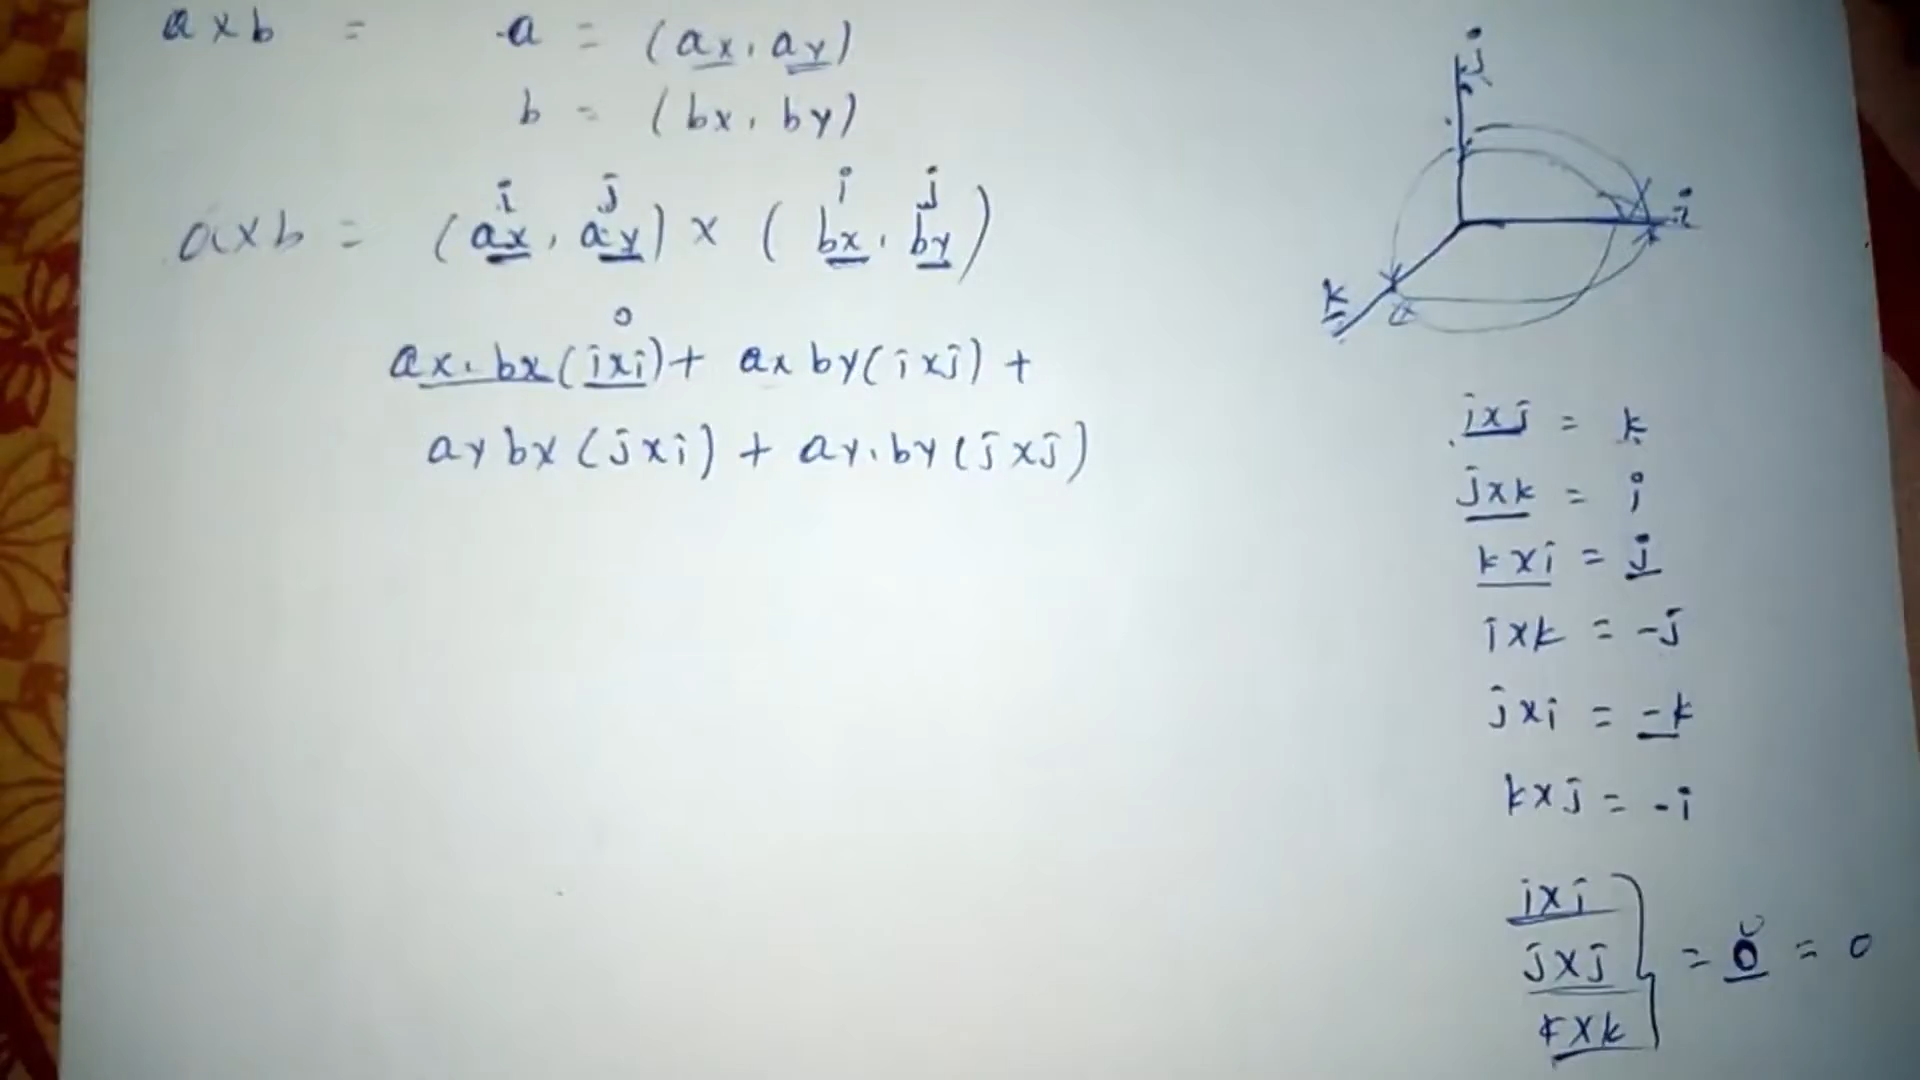 a x b = a = (ax, ay)
b = (bx, by)
i j i j
a x b = (ax, ay) x (bx, by)
0
ax. bx (i x i) + ax by (i x j) +
ay bx (j x i) + ay. by (j x j)
j
i
k
i x j = k
j x k = i
k x i = j
i x k = -j
j x i = -k
k x j = -i
i x i
j x j = 0 = 0
k x k